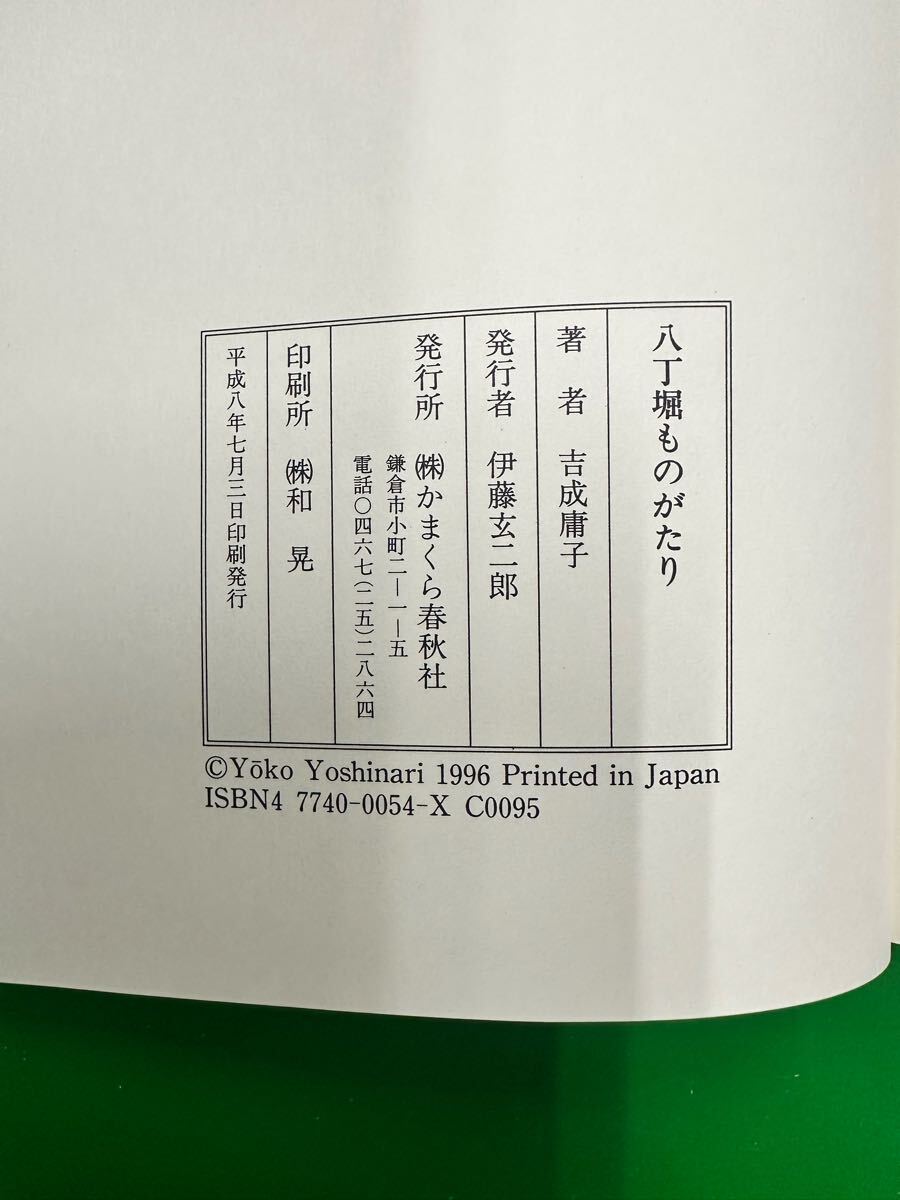 八丁堀ものがたり
著者 吉成庸子
発行者 伊藤玄二郎
発行所 ㈱かまくら春秋社
鎌倉市小町二―一―五
電話〇四六七(二五)二八六四
印刷所 ㈱和晃
平成八年七月三日印刷発行
©Yōko Yoshinari 1996 Printed in Japan
ISBN4 7740-0054-X C0095